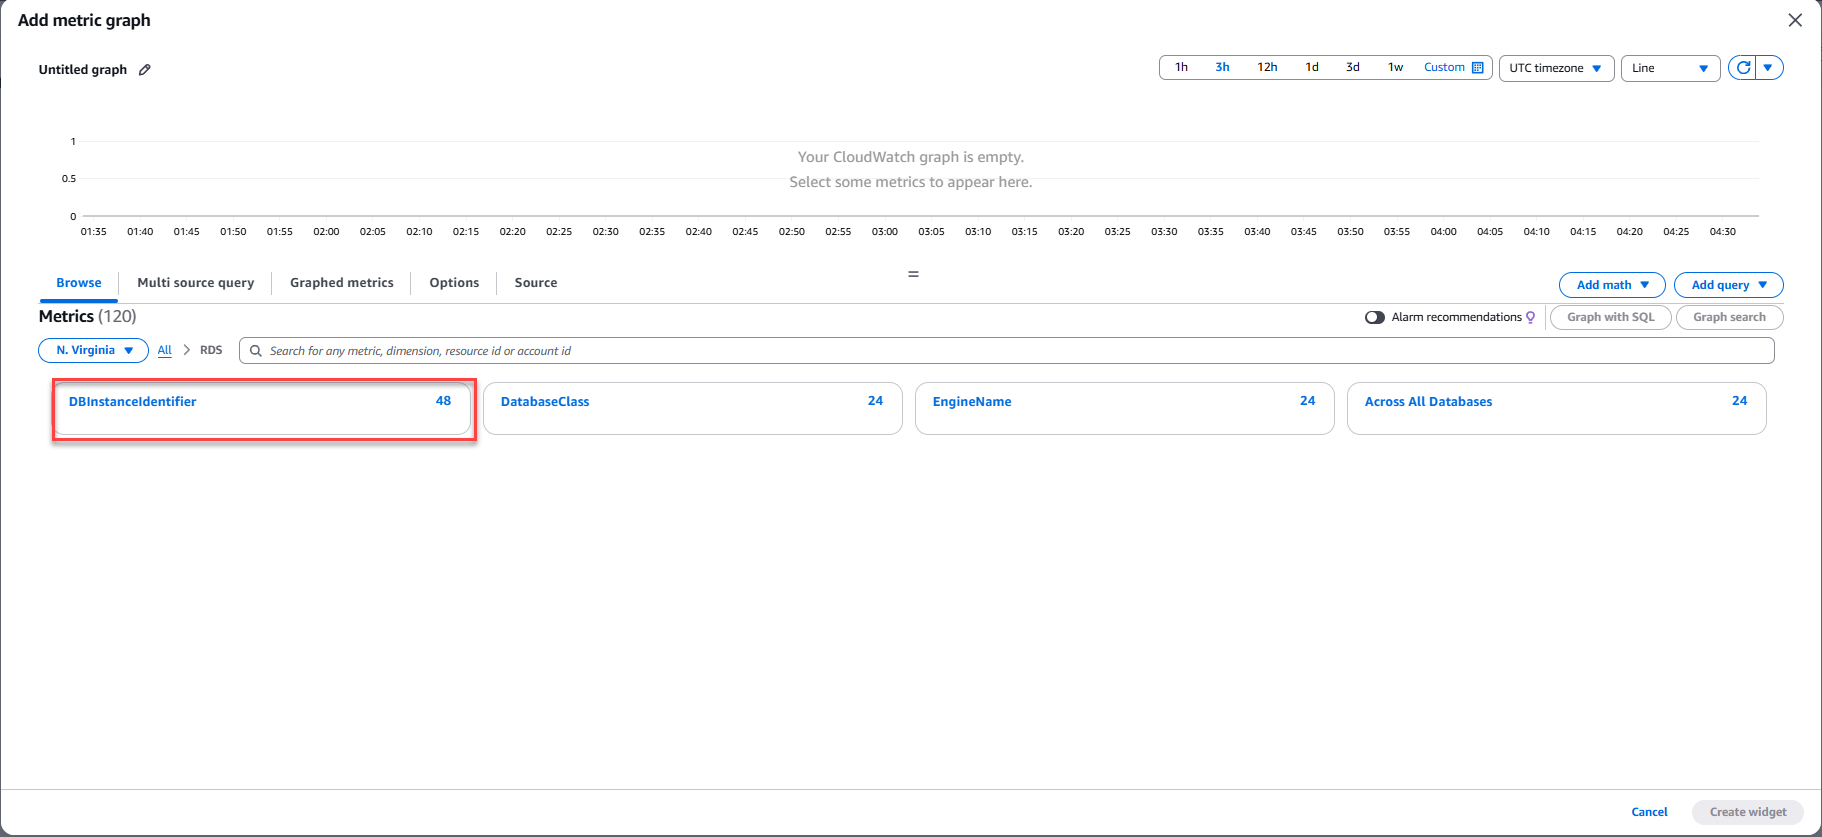 Add metric graph
Untitled graph
1h 3h 12h 1d 3d 1w Custom UTC timezone Line
1
Your CloudWatch graph is empty.
0.5
Select some metrics to appear here.
0
01:35 01:40 01:45 01:50 01:55 02:00 02:05 02:10 02:15 02:20 02:25 02:30 02:35 02:40 02:45 02:50 02:55 03:00 03:05 03:10 03:15 03:20 03:25 03:30 03:35 03:40 03:45 03:50 03:55 04:00 04:05 04:10 04:15 04:20 04:25 04:30
Browse Multi source query Graphed metrics Options Source Add math Add query
Metrics (120) Alarm recommendations Graph with SQL Graph search
N. Virginia All RDS Search for any metric, dimension, resource id or account id
DBInstanceIdentifier 48 DatabaseClass 24 EngineName 24 Across All Databases 24
Cancel Create widget